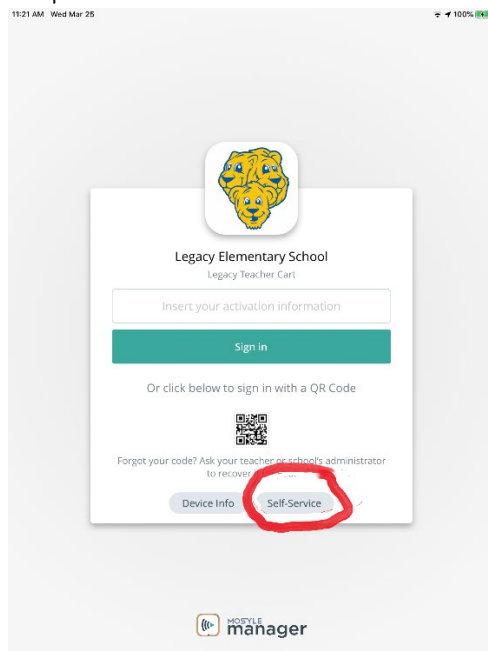 11:21 AM Wed Mar 25
100%
Legacy Elementary School
Legacy Teacher Cart
Insert your activation information
Sign in
Or click below to sign in with a QR Code
Forgot your code? Ask your teacher or school's administrator
to recover
Device Info
Self-Service
MOSYLE
manager